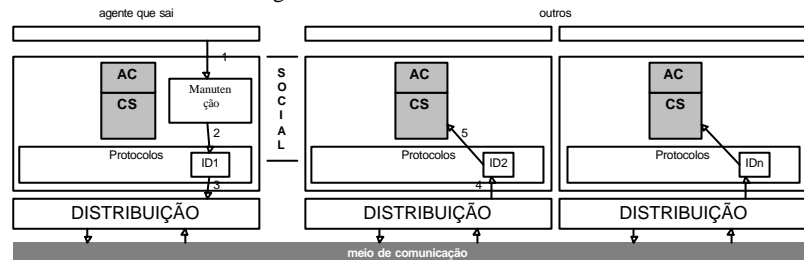 agente que sai
outros
1
AC
CS
Manuten
ção
2
Protocolos
ID1
3
S
O
C
I
A
L
AC
CS
5
Protocolos
ID2
4
AC
CS
Protocolos
IDn
DISTRIBUIÇÃO
DISTRIBUIÇÃO
DISTRIBUIÇÃO
meio de comunicação